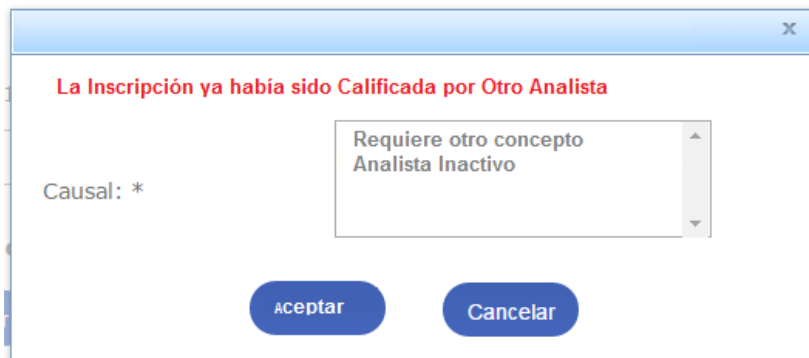 x
La Inscripción ya había sido Calificada por Otro Analista
Requiere otro concepto
Analista Inactivo
Causal: *
Aceptar
Cancelar